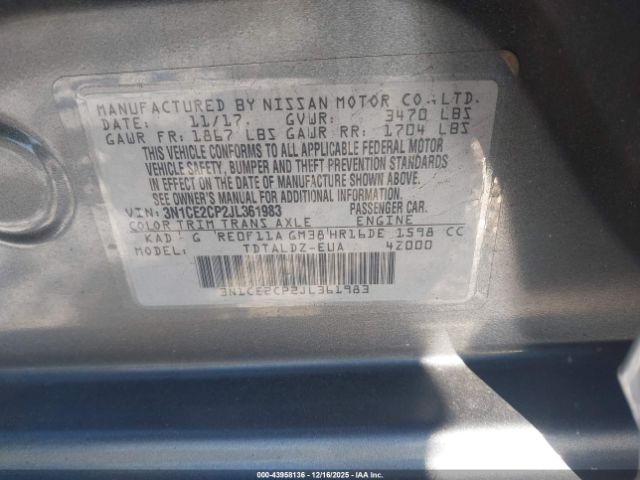 MANUFACTURED BY NISSAN MOTOR CO., LTD.
DATE: 11/17. GVWR: 3470 LBS
GAWR FR: 1867 LBS GAWR RR: 1704 LBS
THIS VEHICLE CONFORMS TO ALL APPLICABLE FEDERAL MOTOR
VEHICLE SAFETY, BUMPER AND THEFT PREVENTION STANDARDS
IN EFFECT ON THE DATE OF MANUFACTURE SHOWN ABOVE.
SEE OWNER'S MANUAL FOR ADDITIONAL INFORMATION
VIN: 3N1CE2CP2JL361983 PASSENGER CAR.
COLOR TRIM TRANS AXLE ENGINE
KAD G RE0F11A GM38 HR16DE 1598 CC
MODEL: TDTALDZ-EUA 4Z000
3N1CE2CP2JL361983
000-43958136 - 12/16/2025 - IAA Inc.